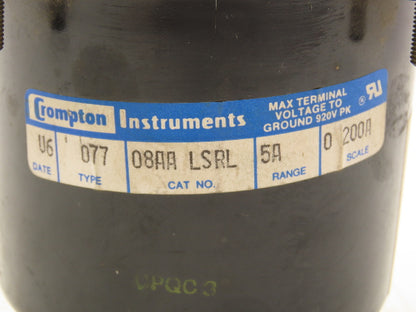 Crompton Instruments
MAX TERMINAL
VOLTAGE TO
GROUND 920V PK
U6 077 08AA LSRL 5A 0 200A
DATE TYPE CAT NO. RANGE SCALE
CPQC3